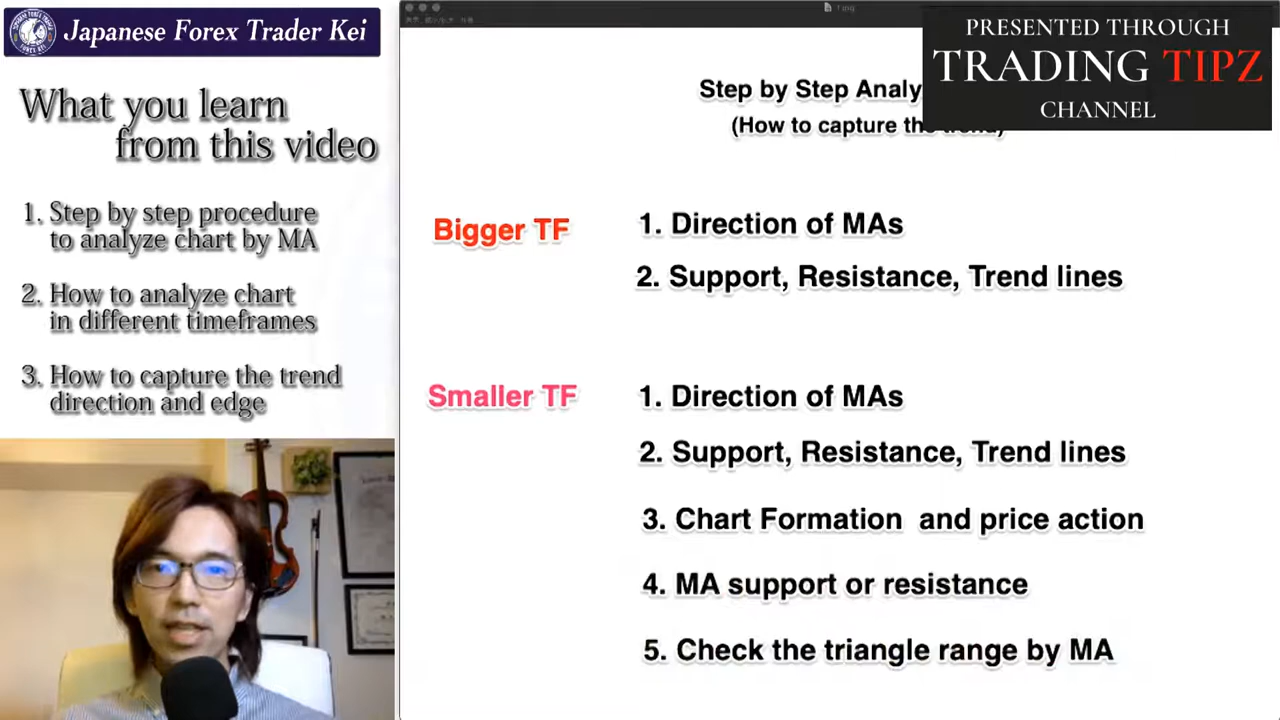 Japanese Forex Trader Kei
What you learn
from this video
1. Step by step procedure
to analyze chart by MA
2. How to analyze chart
in different timeframes
3. How to capture the trend
direction and edge
PRESENTED THROUGH
TRADING TIPZ
CHANNEL
Step by Step Analy
(How to capture the trend)
Bigger TF
1. Direction of MAs
2. Support, Resistance, Trend lines
Smaller TF
1. Direction of MAs
2. Support, Resistance, Trend lines
3. Chart Formation and price action
4. MA support or resistance
5. Check the triangle range by MA